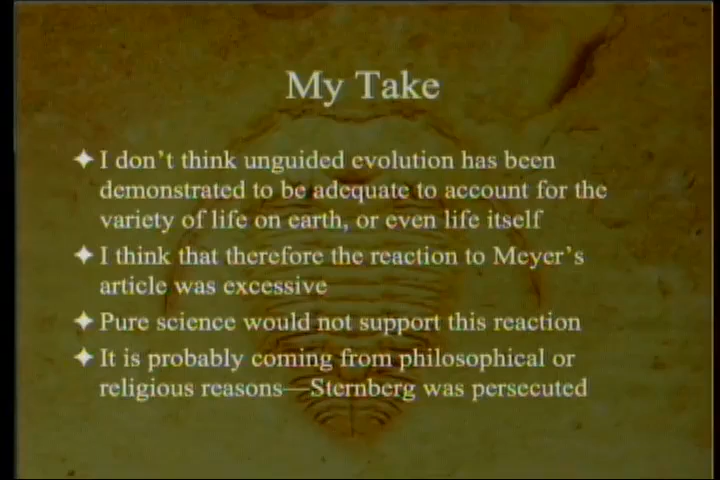 My Take
I don't think unguided evolution has been
demonstrated to be adequate to account for the
variety of life on earth, or even life itself
I think that therefore the reaction to Meyer's
article was excessive
Pure science would not support this reaction
It is probably coming from philosophical or
religious reasons—Sternberg was persecuted